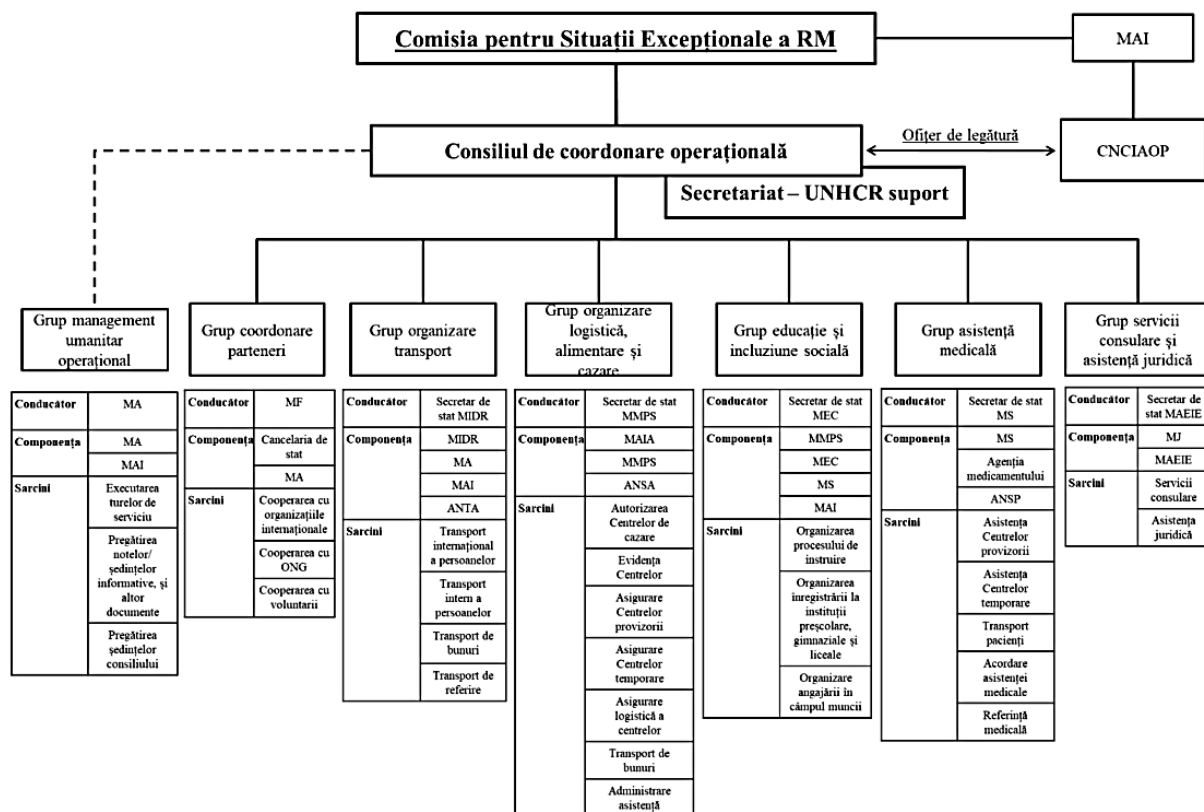 Comisia pentru Situații Excepționale a RM
MAI
Consiliul de coordonare operațională
Ofițer de legătură
CNCIAOP
Secretariat – UNHCR suport
Grup management
umanitar
operațional
Conducător
MA
Componența
MA
MAI
Sarcini
Executarea
turelor de
serviciu
Pregătirea
notelor/
ședințelor
informative, și
altor
documente
Pregătirea
ședințelor
consiliului
Grup coordonare
parteneri
Conducător
MF
Componența
Cancelaria de
stat
MA
Sarcini
Cooperarea cu
organizațiile
internaționale
Cooperarea cu
ONG
Cooperarea cu
voluntarii
Grup organizare
transport
Conducător
Secretar de
stat MIDR
Componența
MIDR
MA
MAI
ANTA
Sarcini
Transport
internațional
a persoanelor
Transport
intern a
persoanelor
Transport de
bunuri
Transport de
referire
Grup organizare
logistică,
alimentare și
cazare
Conducător
Secretar de stat
MMPS
Componența
MAIA
MMPS
ANSA
Sarcini
Autorizarea
Centrelor de
cazare
Evidența
Centrelor
Asigurare
Centrelor
provizorii
Asigurare
Centrelor
temporare
Asigurare
logistică a
centrelor
Transport de
bunuri
Administrare
asistență
Grup educație și
incluziune socială
Conducător
Secretar de stat
MEC
Componența
MMPS
MEC
MS
MAI
Sarcini
Organizarea
procesului de
instruire
Organizarea
înregistrării la
instituții
preșcolare,
gimnaziale și
liceale
Organizare
angajării în
câmpul muncii
Grup asistență
medicală
Conducător
Secretar de stat
MS
Componența
MS
Agenția
medicamentului
ANSP
Sarcini
Asistența
Centrelor
provizorii
Asistența
Centrelor
temporare
Transport
pacienți
Acordare
asistenței
medicale
Referință
medicală
Grup servicii
consulare și
asistență juridică
Conducător
Secretar de
stat MAEIE
Componența
MJ
MAEIE
Sarcini
Servicii
consulare
Asistența
juridică